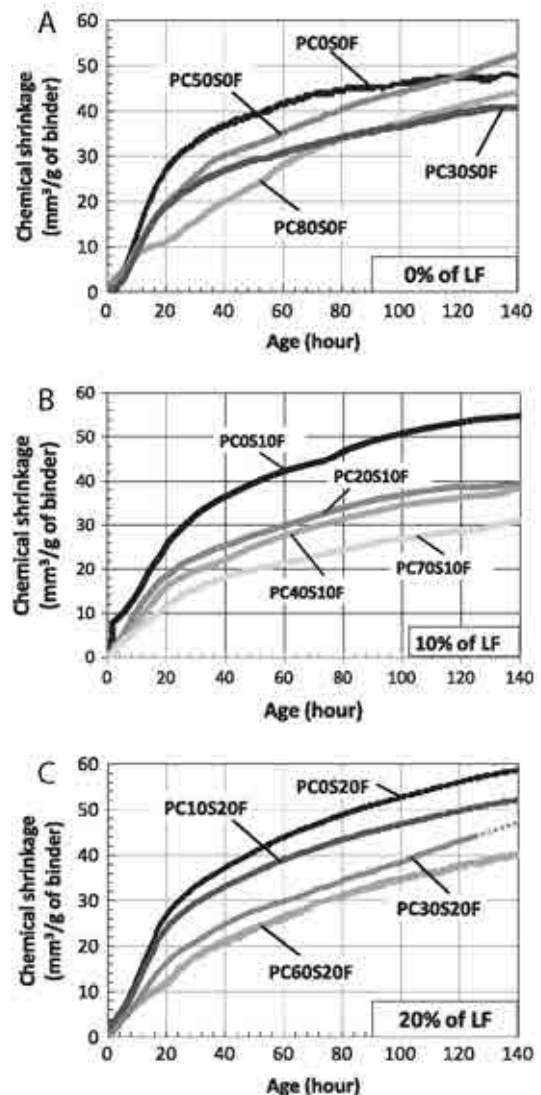 A
Chemical shrinkage
(mm³/g of binder)
60
50
40
30
20
10
0
PC0S0F
PC50S0F
PC30S0F
PC80S0F
0% of LF
0 20 40 60 80 100 120 140
Age (hour)
B
Chemical shrinkage
(mm³/g of binder)
60
50
40
30
20
10
0
PC0S10F
PC20S10F
PC40S10F
PC70S10F
10% of LF
0 20 40 60 80 100 120 140
Age (hour)
C
Chemical shrinkage
(mm³/g of binder)
60
50
40
30
20
10
0
PC0S20F
PC10S20F
PC30S20F
PC60S20F
20% of LF
0 20 40 60 80 100 120 140
Age (hour)